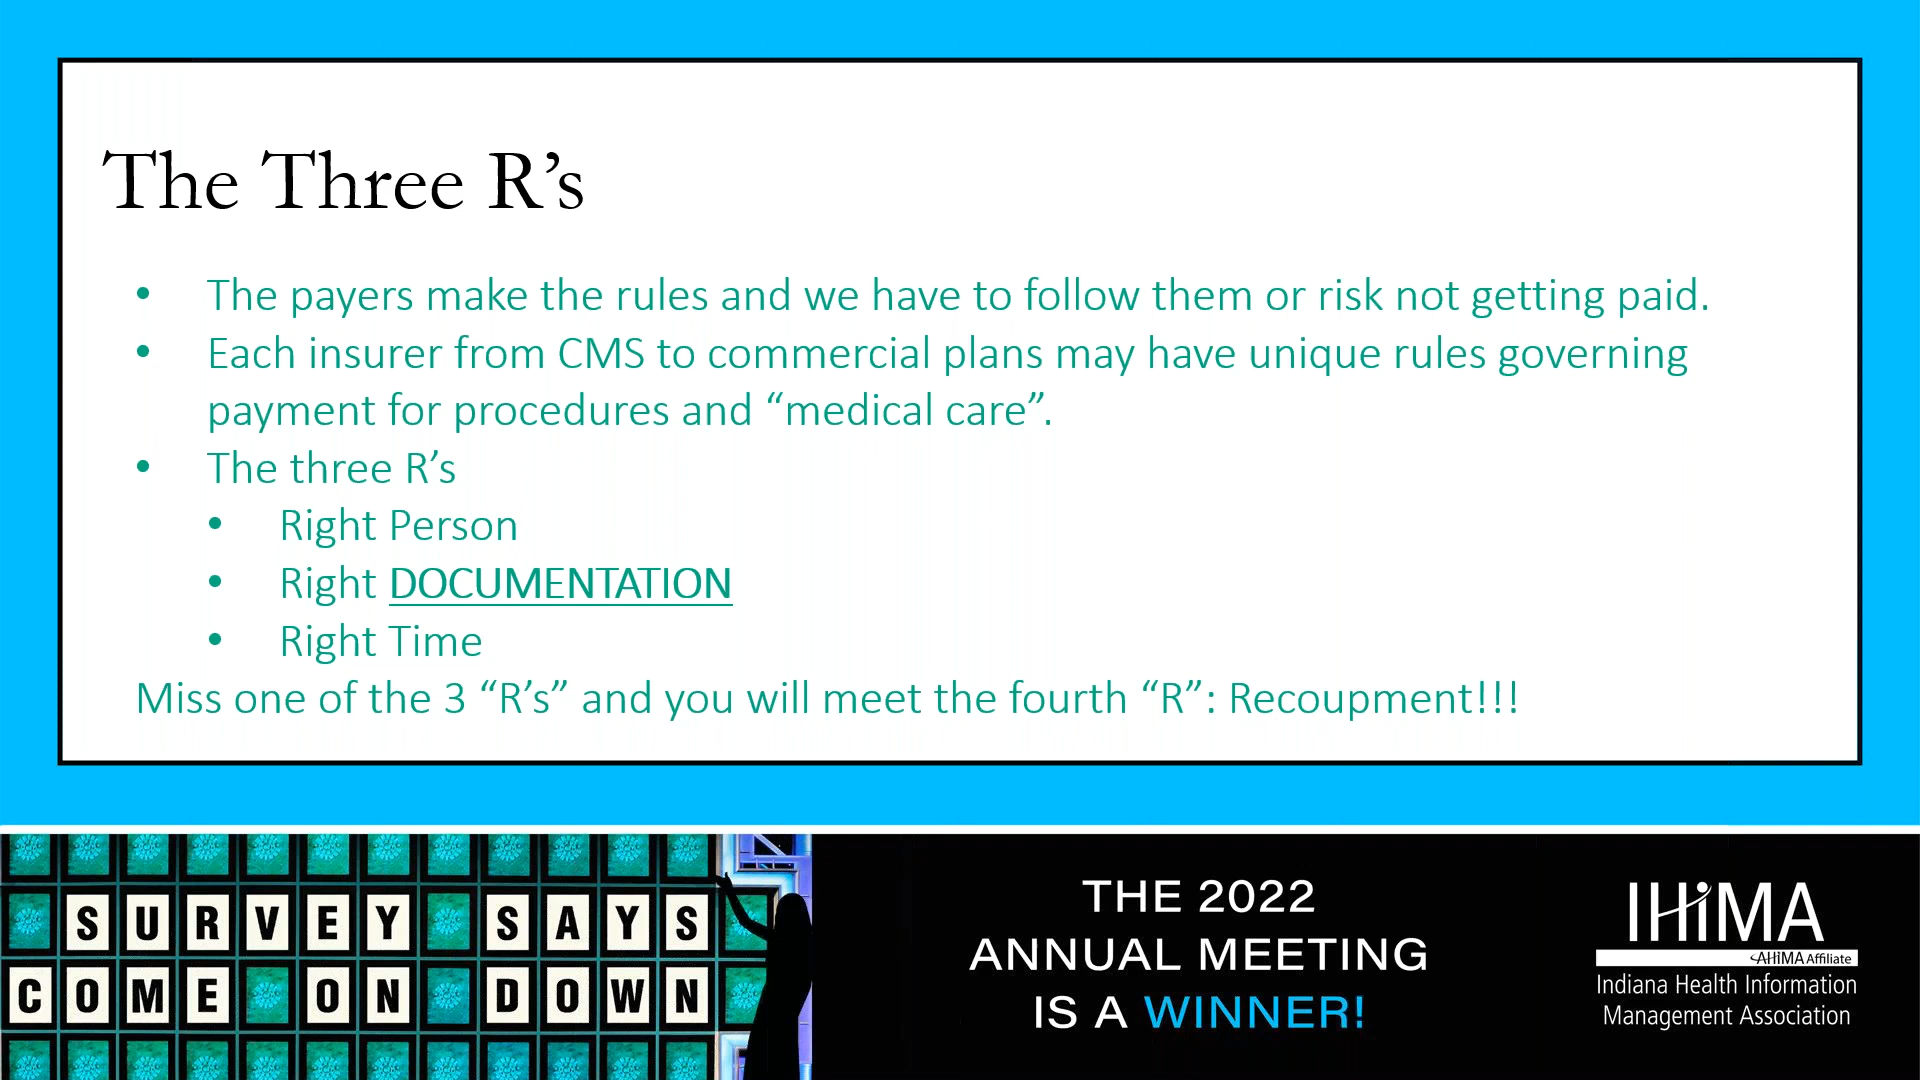 The Three R’s
• The payers make the rules and we have to follow them or risk not getting paid.
• Each insurer from CMS to commercial plans may have unique rules governing
payment for procedures and “medical care”.
• The three R’s
• Right Person
• Right DOCUMENTATION
• Right Time
Miss one of the 3 “R’s” and you will meet the fourth “R”: Recoupment!!!
SURVEY SAYS
COME ON DOWN
THE 2022
ANNUAL MEETING
IS A WINNER!
IHiMA
AHiMA Affiliate
Indiana Health Information
Management Association